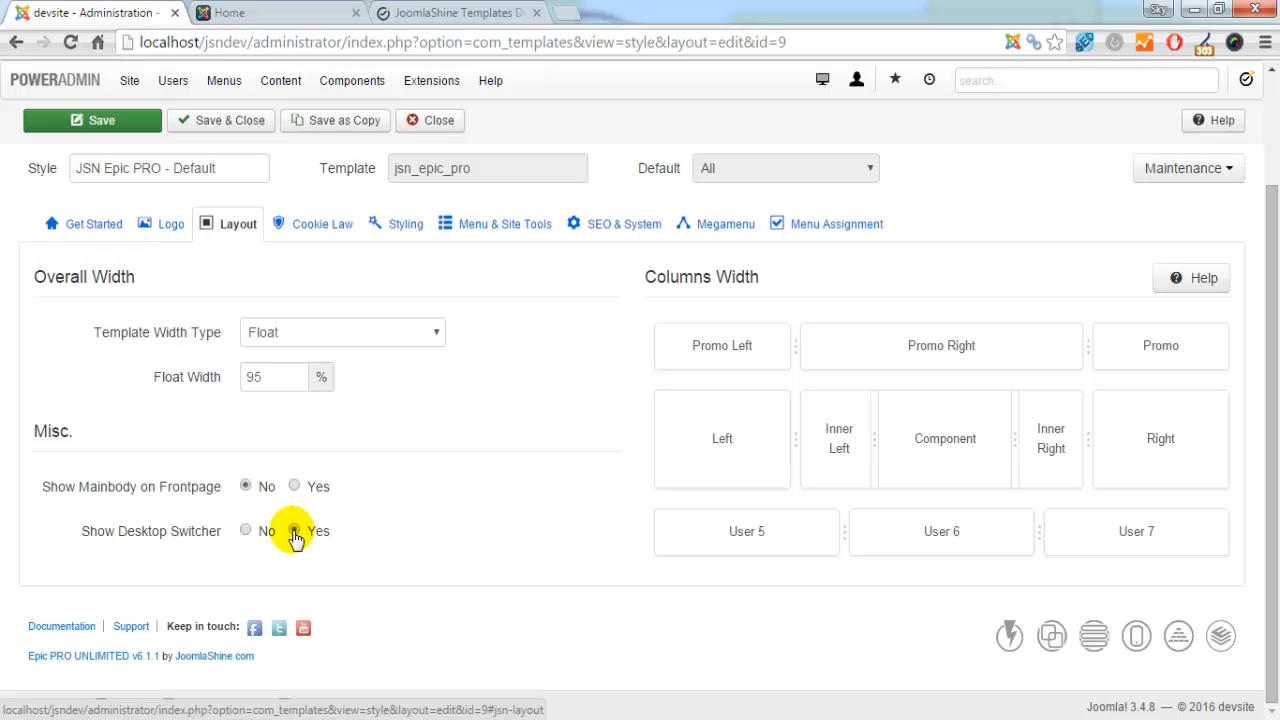 devsite - Administration -
Home
JoomlaShine Templates D
Sky
localhost/jsndev/administrator/index.php?option=com_templates&view=style&layout=edit&id=9
303
POWERADMIN Site Users Menus Content Components Extensions Help
search...
Save
Save & Close
Save as Copy
Close
Help
Style JSN Epic PRO - Default
Template jsn_epic_pro
Default All
Maintenance
Get Started
Logo
Layout
Cookie Law
Styling
Menu & Site Tools
SEO & System
Megamenu
Menu Assignment
Overall Width
Template Width Type Float
Float Width 95 %
Misc.
Show Mainbody on Frontpage No Yes
Show Desktop Switcher No Yes
Columns Width
Help
Promo Left
Promo Right
Promo
Left
Inner
Left
Component
Inner
Right
Right
User 5
User 6
User 7
Documentation | Support | Keep in touch:
Epic PRO UNLIMITED v6.1.1 by JoomlaShine.com
localhost/jsndev/administrator/index.php?option=com_templates&view=style&layout=edit&id=9#jsn-layout
Joomla! 3.4.8 — © 2016 devsite